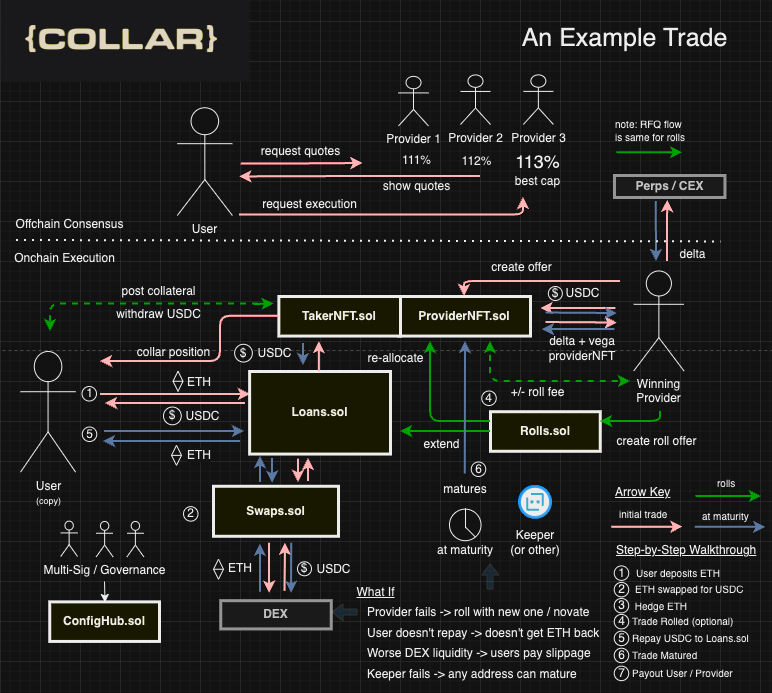 {COLLAR}
An Example Trade
note: RFQ flow
is same for rolls
Provider 1
Provider 2
Provider 3
111%
112%
113%
best cap
request quotes
show quotes
request execution
User
Perps / CEX
delta
Offchain Consensus
Onchain Execution
post collateral
withdraw USDC
TakerNFT.sol
ProviderNFT.sol
create offer
$ USDC
delta + vega
providerNFT
collar position
$ USDC
re-allocate
Winning
Provider
1
ETH
$ USDC
5
ETH
Loans.sol
+/- roll fee
4
Rolls.sol
extend
create roll offer
User
(copy)
6
matures
2
Swaps.sol
at maturity
Keeper
(or other)
Arrow Key
rolls
initial trade
at maturity
Multi-Sig / Governance
ConfigHub.sol
ETH
$ USDC
DEX
What If
Provider fails -> roll with new one / novate
User doesn't repay -> doesn't get ETH back
Worse DEX liquidity -> users pay slippage
Keeper fails -> any address can mature
Step-by-Step Walkthrough
1 User deposits ETH
2 ETH swapped for USDC
3 Hedge ETH
4 Trade Rolled (optional)
5 Repay USDC to Loans.sol
6 Trade Matured
7 Payout User / Provider